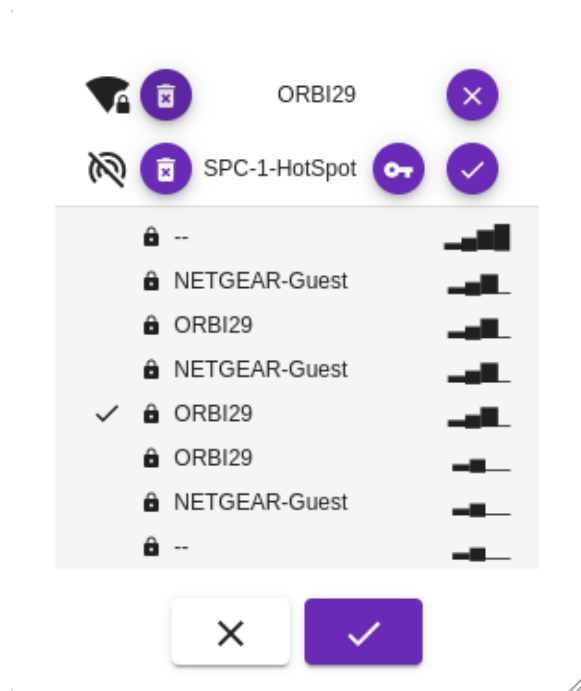 ORBI29
SPC-1-HotSpot
--
NETGEAR-Guest
ORBI29
NETGEAR-Guest
ORBI29
ORBI29
NETGEAR-Guest
--